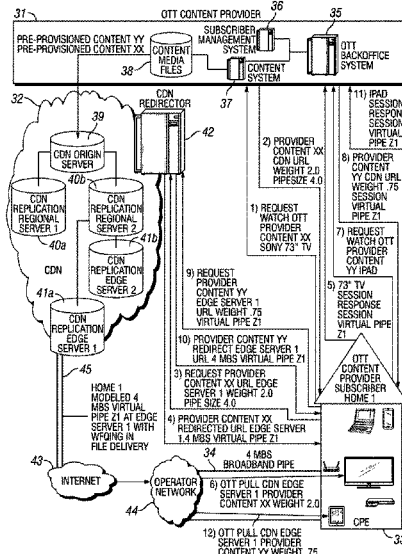 31
OTT CONTENT PROVIDER
36
35
SUBSCRIBER
MANAGEMENT
SYSTEM
PRE-PROVISIONED CONTENT YY
PRE-PROVISIONED CONTENT XX
CONTENT
MEDIA
FILES
38
CONTENT
SYSTEM
37
OTT
BACKOFFICE
SYSTEM
32
39
CDN
REDIRECTOR
42
CDN ORIGIN
SERVER
40b
CDN
REPLICATION
REGIONAL
SERVER 1
40a
CDN
REPLICATION
REGIONAL
SERVER 2
41b
CDN
REPLICATION
EDGE
SERVER 2
CDN
41a
CDN
REPLICATION
EDGE
SERVER 1
45
2) PROVIDER
CONTENT XX
CDN URL
WEIGHT 2.0
PIPESIZE 4.0
1) REQUEST
WATCH OTT
PROVIDER
CONTENT XX
SONY 73" TV
11) IPAD
SESSION
SESSION
VIRTUAL
PIPE Z1
8) PROVIDER
CONTENT
YY CDN URL
WEIGHT .75
SESSION
VIRTUAL
PIPE Z1
7) REQUEST
WATCH OTT
PROVIDER
CONTENT
YY IPAD
5) 73" TV
SESSION
RESPONSE
SESSION
VIRTUAL PIPE
Z1
9) REQUEST
PROVIDER
CONTENT YY
EDGE SERVER 1
URL WEIGHT .75
VIRTUAL PIPE Z1
10) PROVIDER CONTENT YY
REDIRECT EDGE SERVER 1
URL 4 MBS VIRTUAL PIPE Z1
3) REQUEST PROVIDER
CONTENT XX URL EDGE
SERVER 1 WEIGHT 2.0
PIPE SIZE 4.0
4) PROVIDER CONTENT XX
REDIRECTED URL EDGE SERVER
1.4 MBS VIRTUAL PIPE Z1
OTT
CONTENT
PROVIDER
SUBSCRIBER
HOME 1
HOME 1
MODELED 4
MBS VIRTUAL
PIPE Z1 AT EDGE
SERVER 1 WITH
WFQING IN
FILE DELIVERY
43
INTERNET
OPERATOR
NETWORK
44
34
4 MBS
BROADBAND PIPE
6) OTT PULL CDN EDGE
SERVER 1 PROVIDER
CONTENT XX WEIGHT 2.0
12) OTT PULL CDN EDGE
SERVER 1 PROVIDER
CONTENT YY WEIGHT .75
CPE
33